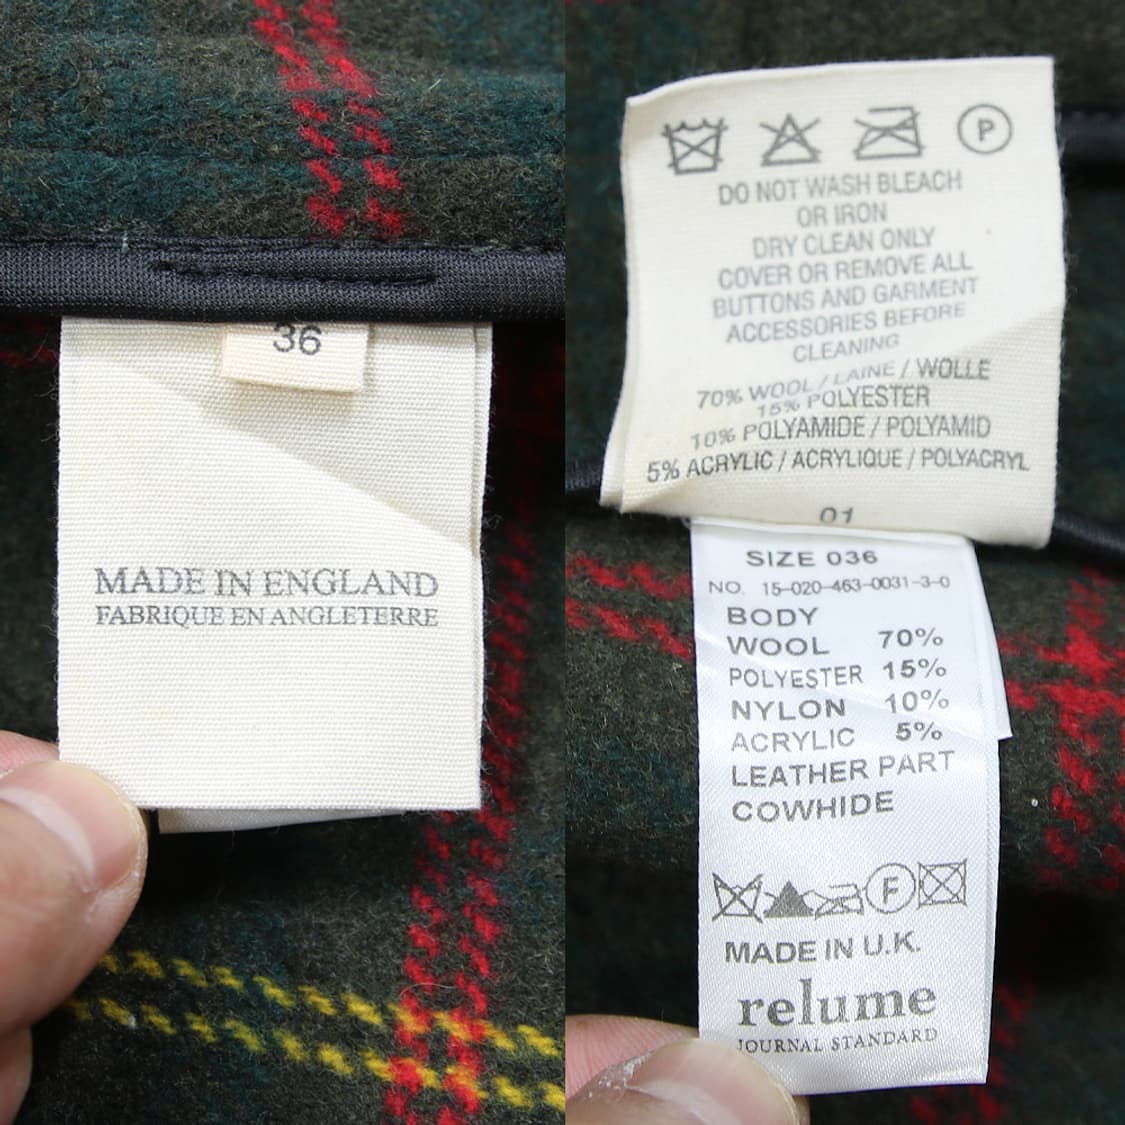 36
MADE IN ENGLAND
FABRIQUE EN ANGLETERRE
P
DO NOT WASH BLEACH
OR IRON
DRY CLEAN ONLY
COVER OR REMOVE ALL
BUTTONS AND GARMENT
ACCESSORIES BEFORE
CLEANING
70% WOOL / LAINE / WOLLE
15% POLYESTER
10% POLYAMIDE / POLYAMID
5% ACRYLIC / ACRYLIQUE / POLYACRYL
01
SIZE 036
NO. 15-020-463-0031-3-0
BODY
WOOL 70%
POLYESTER 15%
NYLON 10%
ACRYLIC 5%
LEATHER PART
COWHIDE
F
MADE IN U.K.
relume
JOURNAL STANDARD